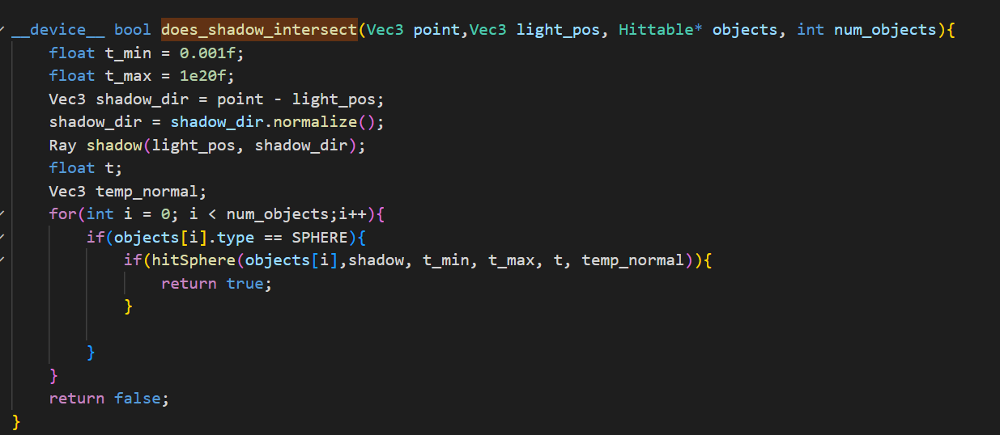 __device__ bool does_shadow_intersect(Vec3 point,Vec3 light_pos, Hittable* objects, int num_objects){
    float t_min = 0.001f;
    float t_max = 1e20f;
    Vec3 shadow_dir = point - light_pos;
    shadow_dir = shadow_dir.normalize();
    Ray shadow(light_pos, shadow_dir);
    float t;
    Vec3 temp_normal;
    for(int i = 0; i < num_objects;i++){
        if(objects[i].type == SPHERE){
            if(hitSphere(objects[i],shadow, t_min, t_max, t, temp_normal)){
                return true;
            }
        }
    }
    return false;
}